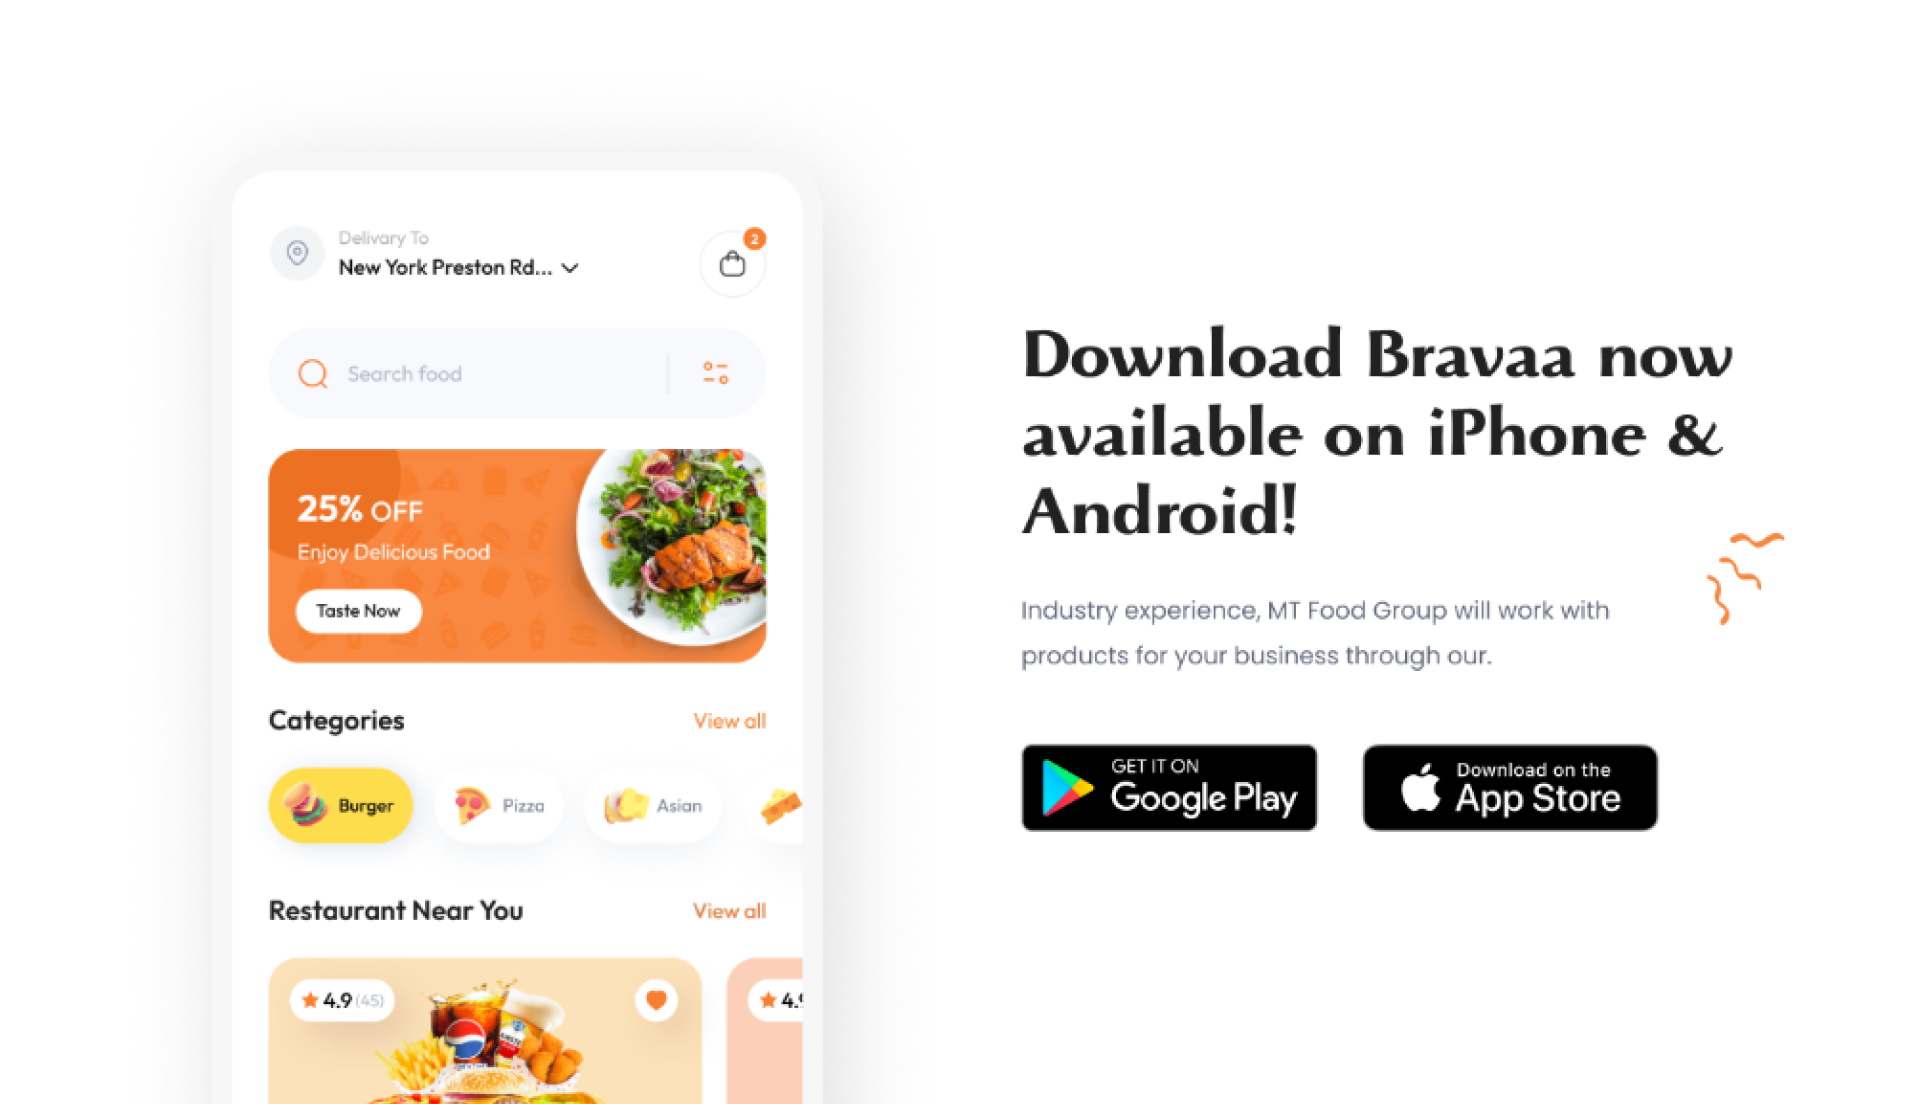 Delivary To
New York Preston Rd...
2
Search food
25% OFF
Enjoy Delicious Food
Taste Now
Categories
View all
Burger
Pizza
Asian
Restaurant Near You
View all
4.9 (45)
Download Bravaa now
available on iPhone &
Android!
Industry experience, MT Food Group will work with
products for your business through our.
GET IT ON
Google Play
Download on the
App Store